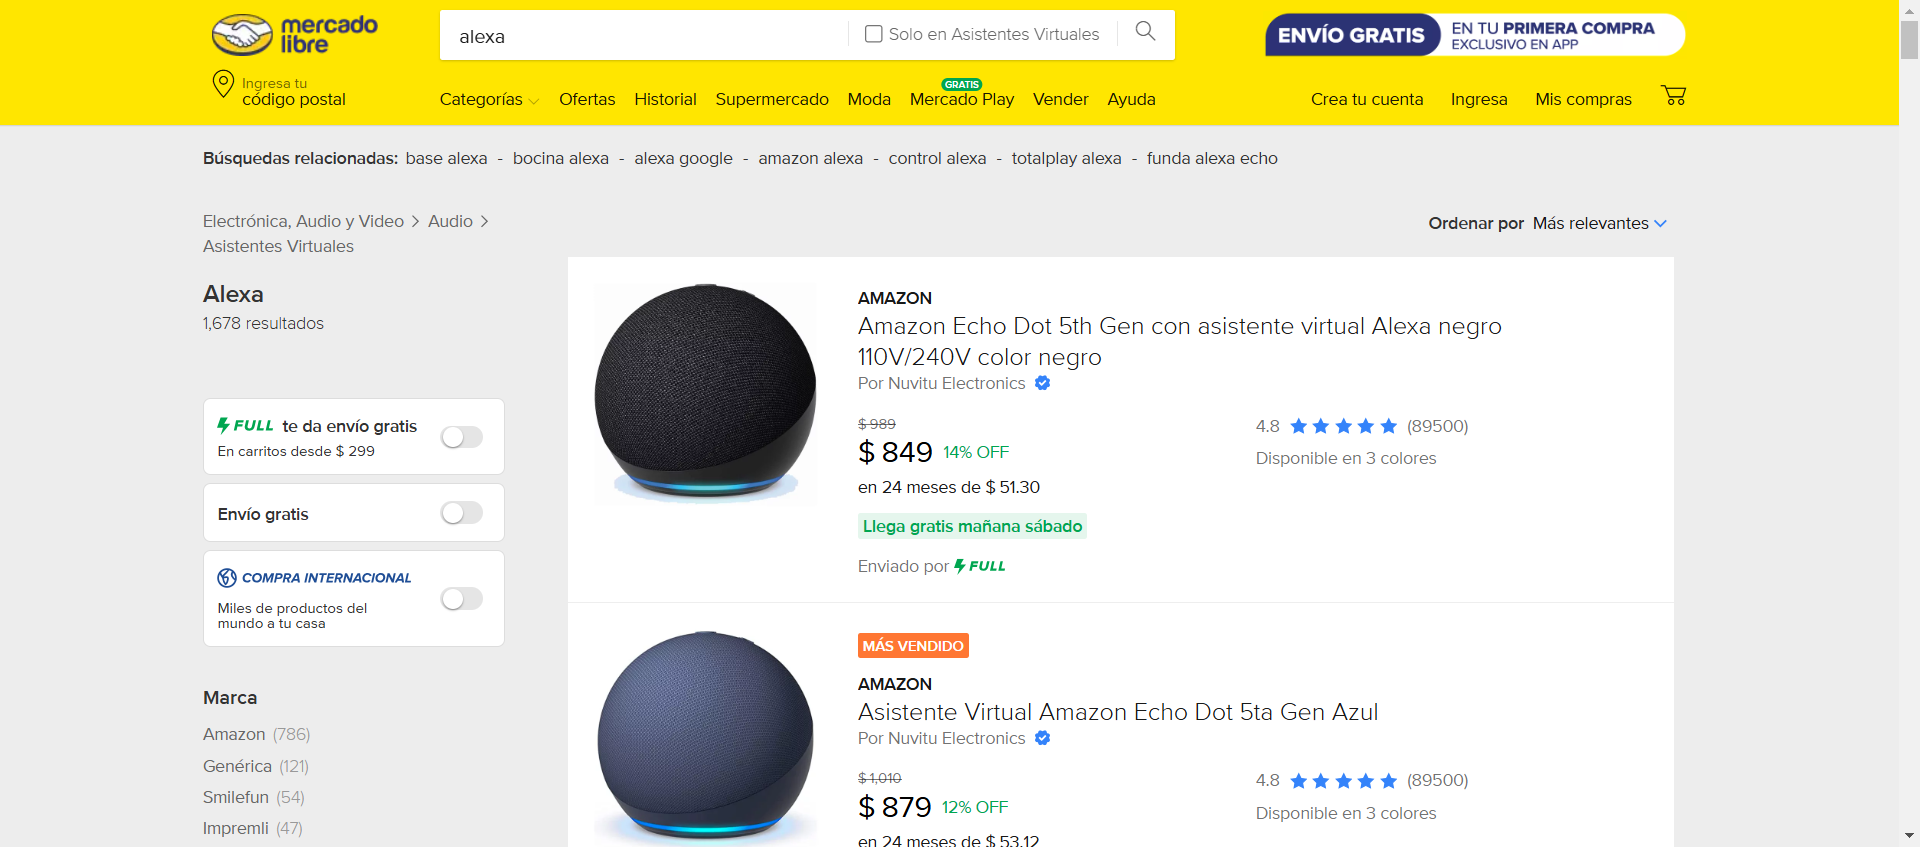 mercado
libre
alexa
Solo en Asistentes Virtuales
ENVÍO GRATIS EN TU PRIMERA COMPRA
EXCLUSIVO EN APP
Ingresa tu
código postal
Categorías Ofertas Historial Supermercado Moda Mercado Play Vender Ayuda
GRATIS
Crea tu cuenta Ingresa Mis compras
Búsquedas relacionadas: base alexa - bocina alexa - alexa google - amazon alexa - control alexa - totalplay alexa - funda alexa echo
Electrónica, Audio y Video > Audio >
Asistentes Virtuales
Ordenar por Más relevantes
Alexa
1,678 resultados
FULL te da envío gratis
En carritos desde $ 299
Envío gratis
COMPRA INTERNACIONAL
Miles de productos del
mundo a tu casa
Marca
Amazon (786)
Genérica (121)
Smilefun (54)
Impremli (47)
AMAZON
Amazon Echo Dot 5th Gen con asistente virtual Alexa negro
110V/240V color negro
Por Nuvitu Electronics
$ 989
$ 849 14% OFF
en 24 meses de $ 51.30
4.8 (89500)
Disponible en 3 colores
Llega gratis mañana sábado
Enviado por FULL
MÁS VENDIDO
AMAZON
Asistente Virtual Amazon Echo Dot 5ta Gen Azul
Por Nuvitu Electronics
$ 1,010
$ 879 12% OFF
en 24 meses de $ 53.12
4.8 (89500)
Disponible en 3 colores